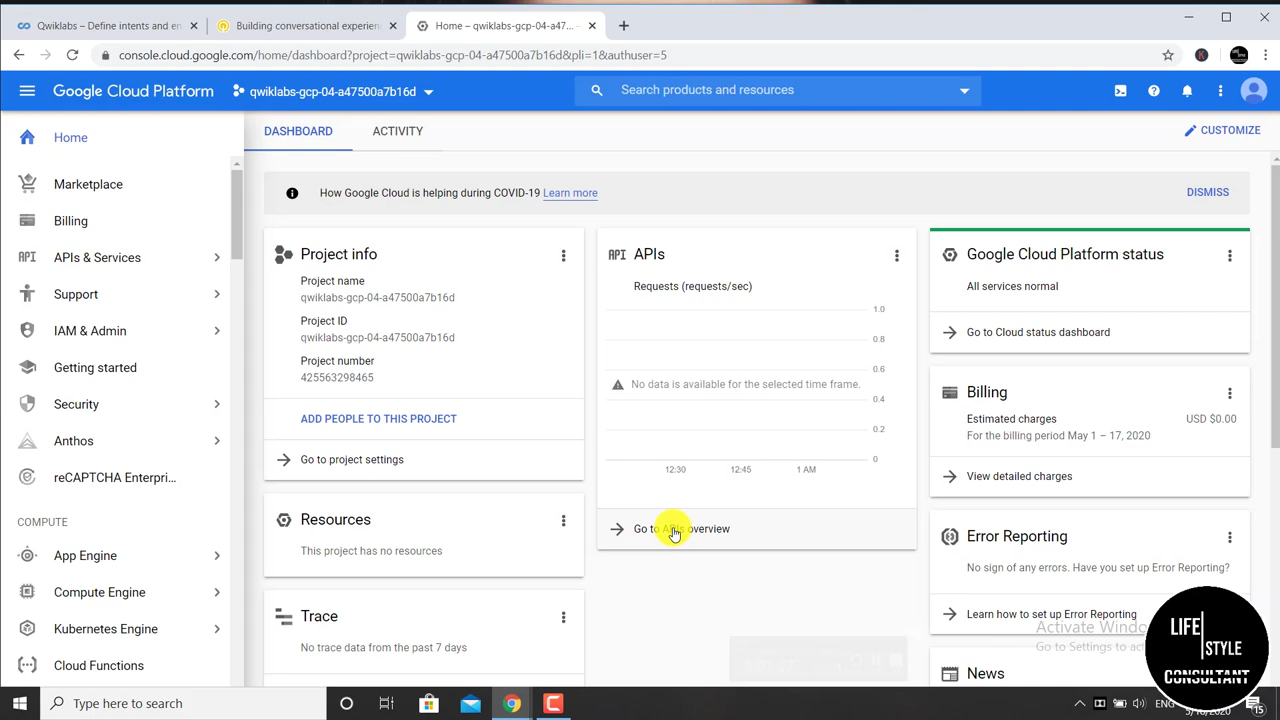 Qwiklabs – Define intents and en
Building conversational experien
Home – qwiklabs-gcp-04-a47...
console.cloud.google.com/home/dashboard?project=qwiklabs-gcp-04-a47500a7b16d&pli=1&authuser=5
K
Google Cloud Platform
qwiklabs-gcp-04-a47500a7b16d
Search products and resources
Home
Marketplace
Billing
API
APIs & Services
Support
IAM & Admin
Getting started
Security
Anthos
reCAPTCHA Enterpri...
COMPUTE
App Engine
Compute Engine
Kubernetes Engine
Cloud Functions
DASHBOARD
ACTIVITY
CUSTOMIZE
How Google Cloud is helping during COVID-19 Learn more
DISMISS
Project info
Project name
qwiklabs-gcp-04-a47500a7b16d
Project ID
qwiklabs-gcp-04-a47500a7b16d
Project number
425563298465
ADD PEOPLE TO THIS PROJECT
Go to project settings
Resources
This project has no resources
Trace
No trace data from the past 7 days
API
APIs
Requests (requests/sec)
1.0
0.8
0.6
No data is available for the selected time frame.
0.4
0.2
0
12:30
12:45
1 AM
Go to APIs overview
Google Cloud Platform status
All services normal
Go to Cloud status dashboard
Billing
Estimated charges
USD $0.00
For the billing period May 1 – 17, 2020
View detailed charges
Error Reporting
No sign of any errors. Have you set up Error Reporting?
Learn how to set up Error Reporting
News
Activate Windo
Go to Settings to act
LIFE
STYLE
CONSULTANT
Type here to search
ENG
15